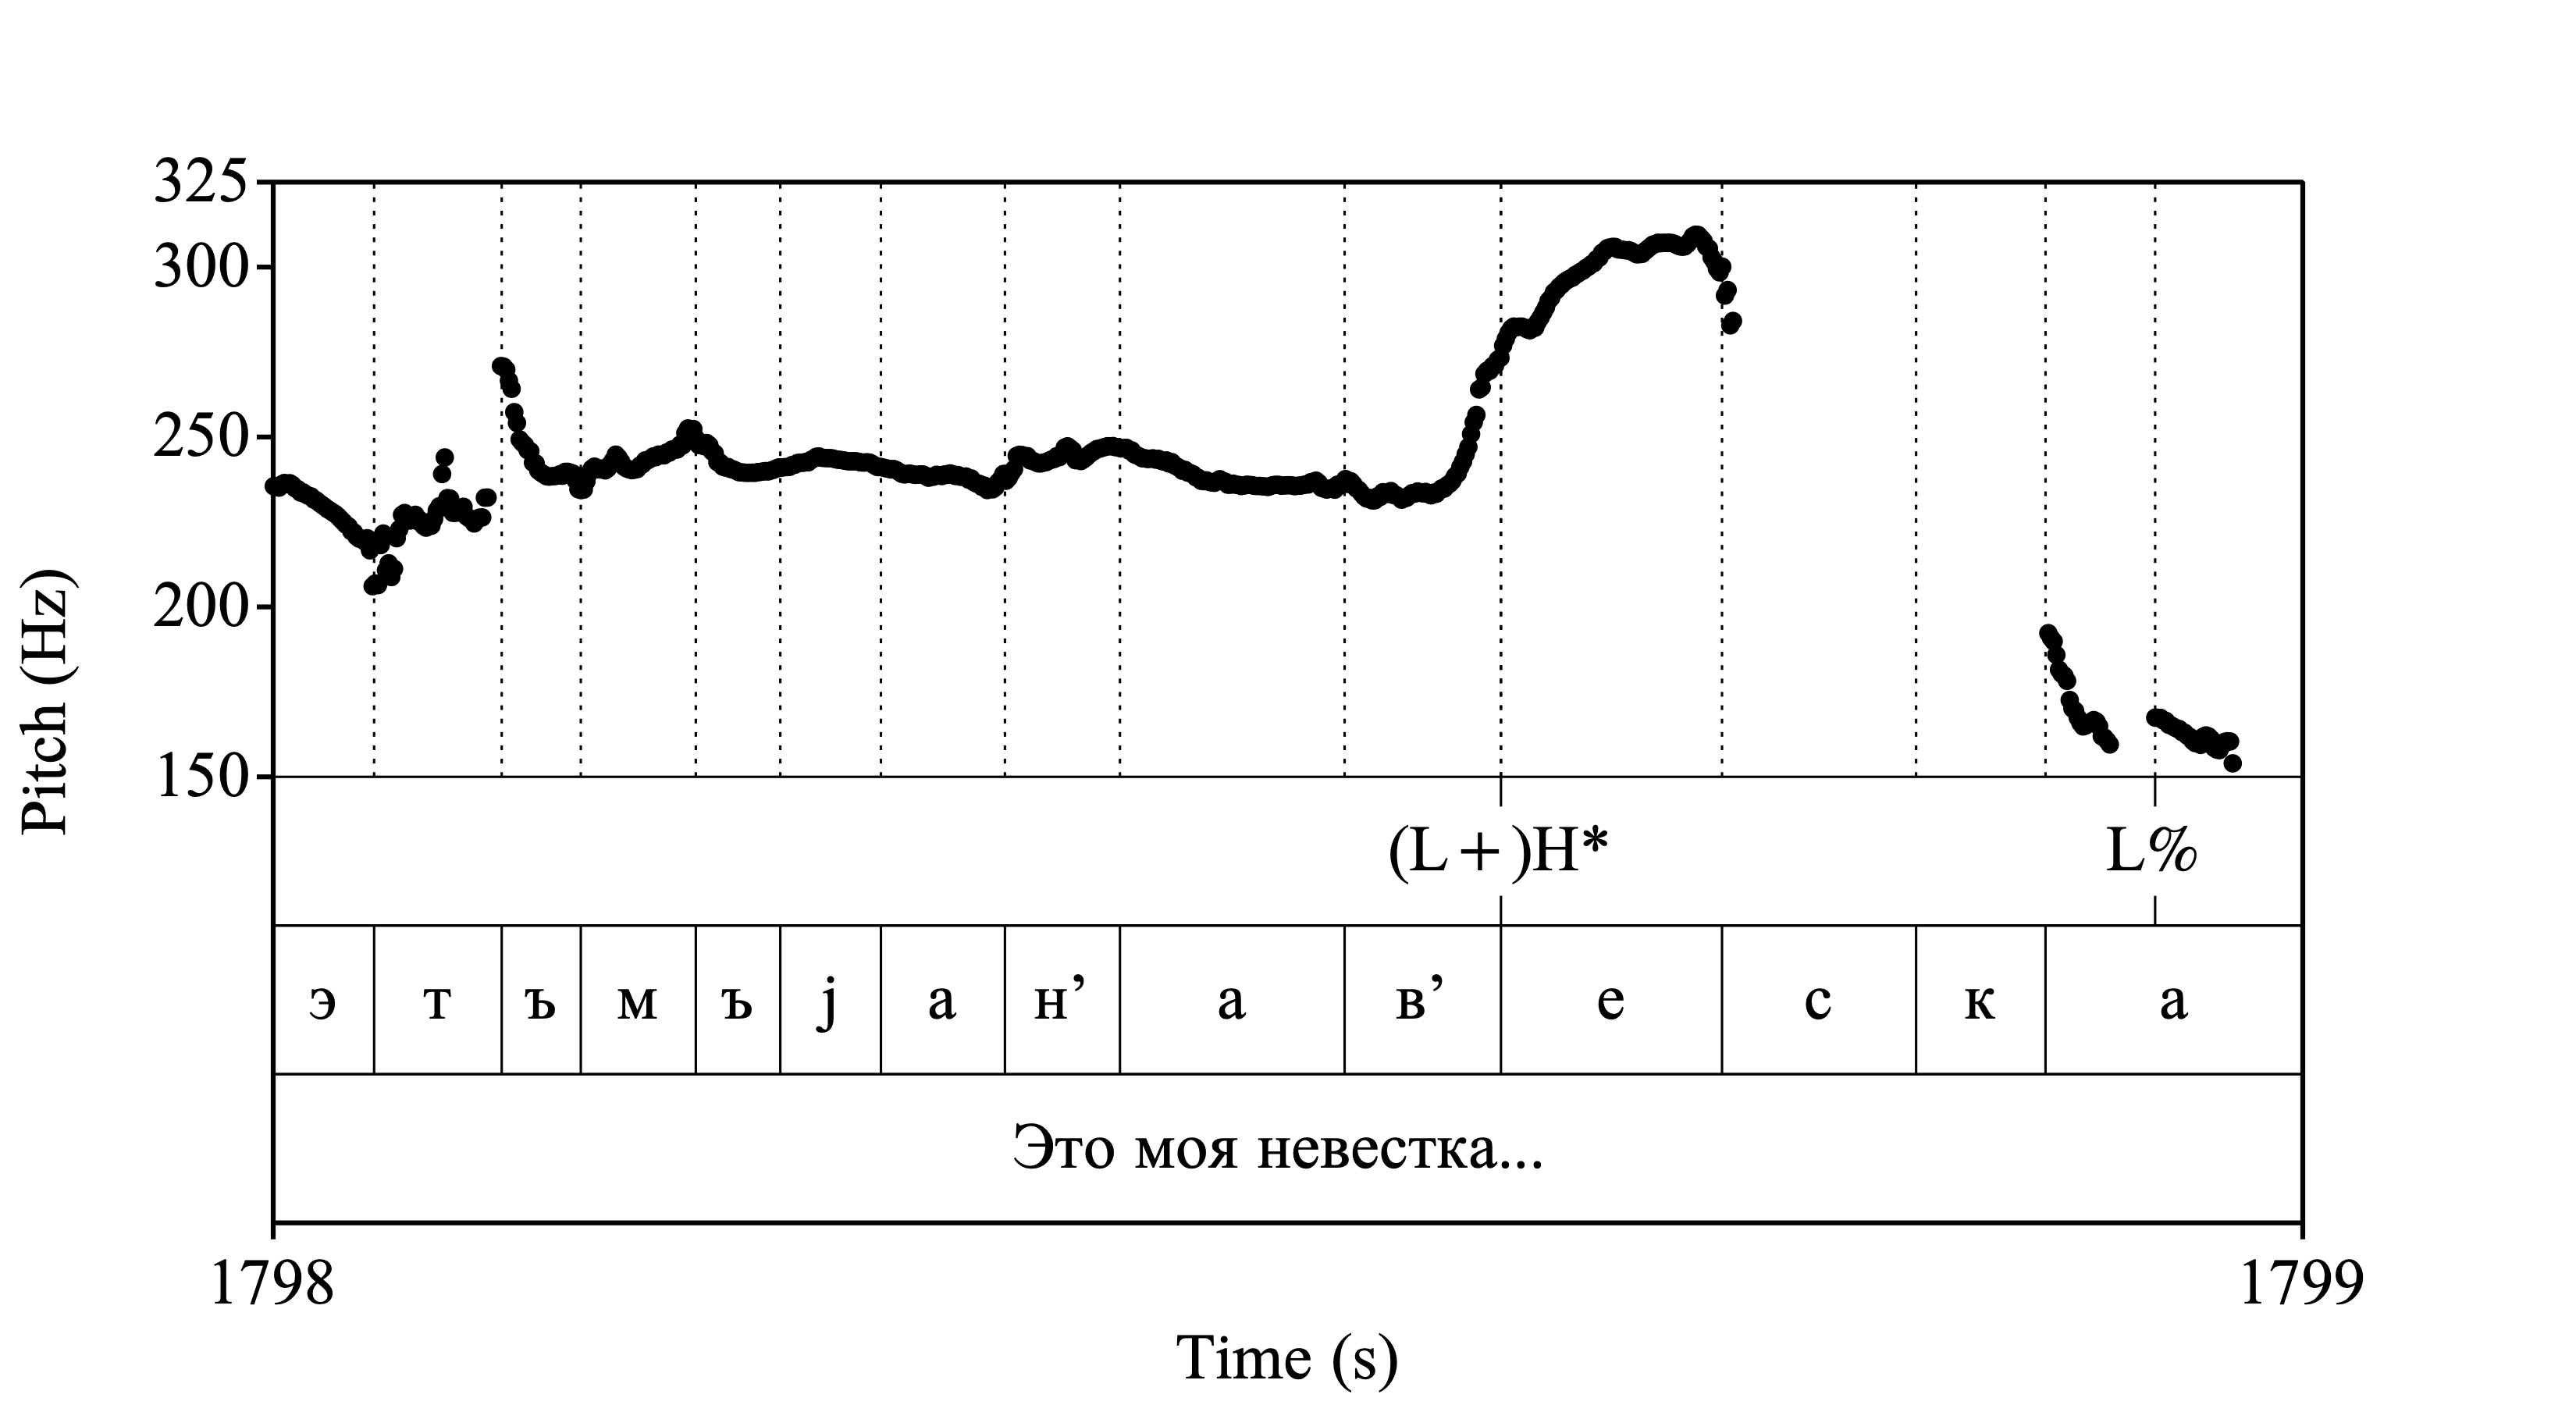 325
300
250
200
150
Pitch (Hz)
(L+)H* L%
э т ъ м ъ j а н’ а в’ е с к а
Это моя невестка...
1798 1799
Time (s)